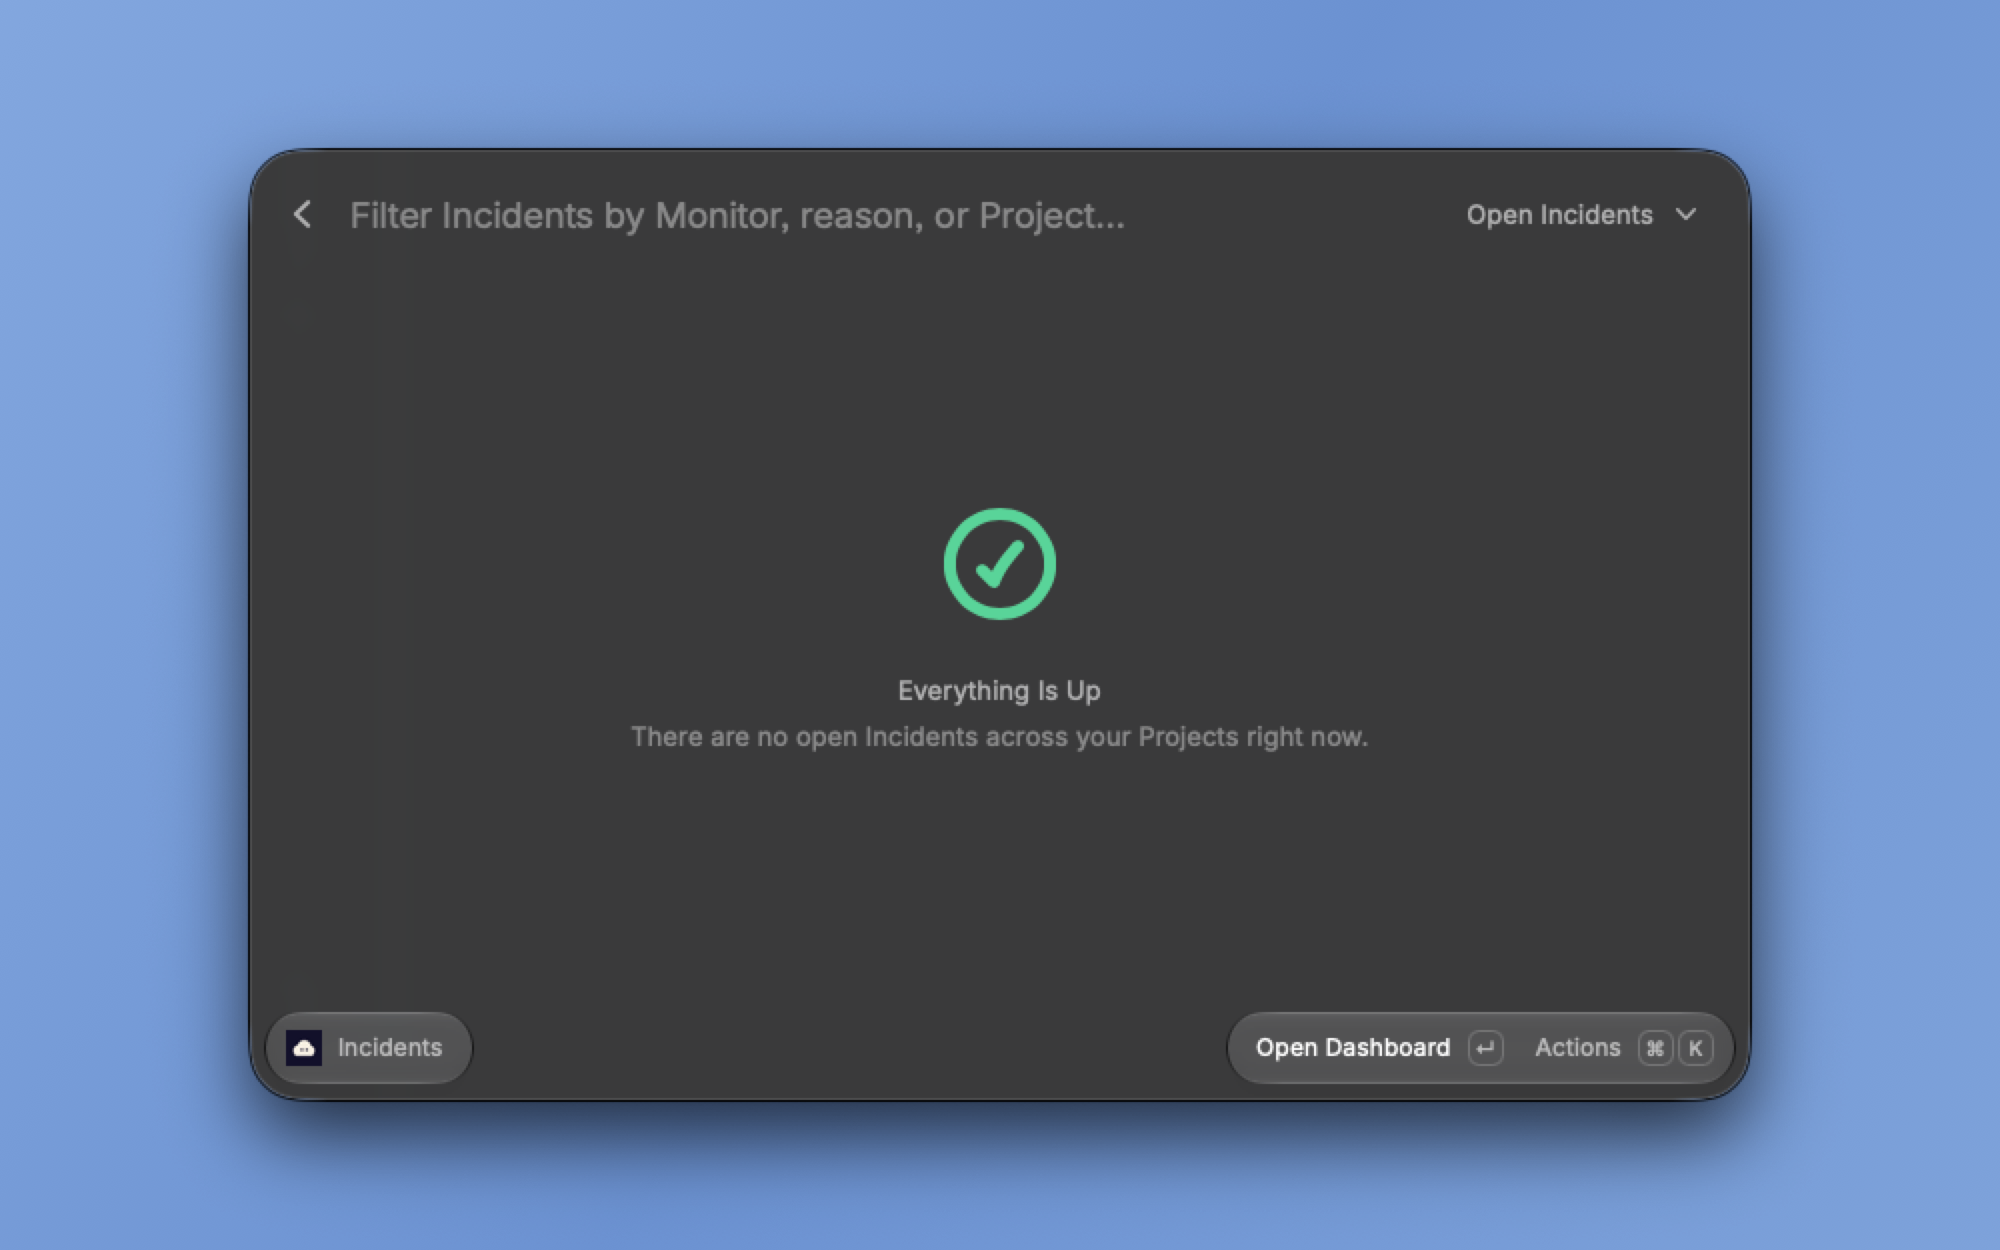 Filter Incidents by Monitor, reason, or Project...
Open Incidents
Everything Is Up
There are no open Incidents across your Projects right now.
Incidents
Open Dashboard ↵ Actions ⌘ K